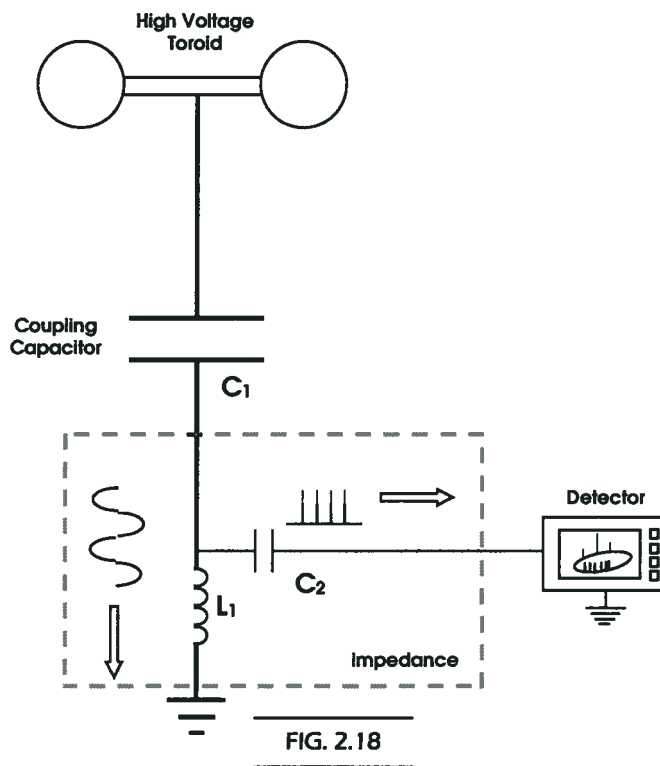 High Voltage
Toroid
Coupling
Capacitor
C1
Detector
C2
L1
impedance
FIG. 2.18